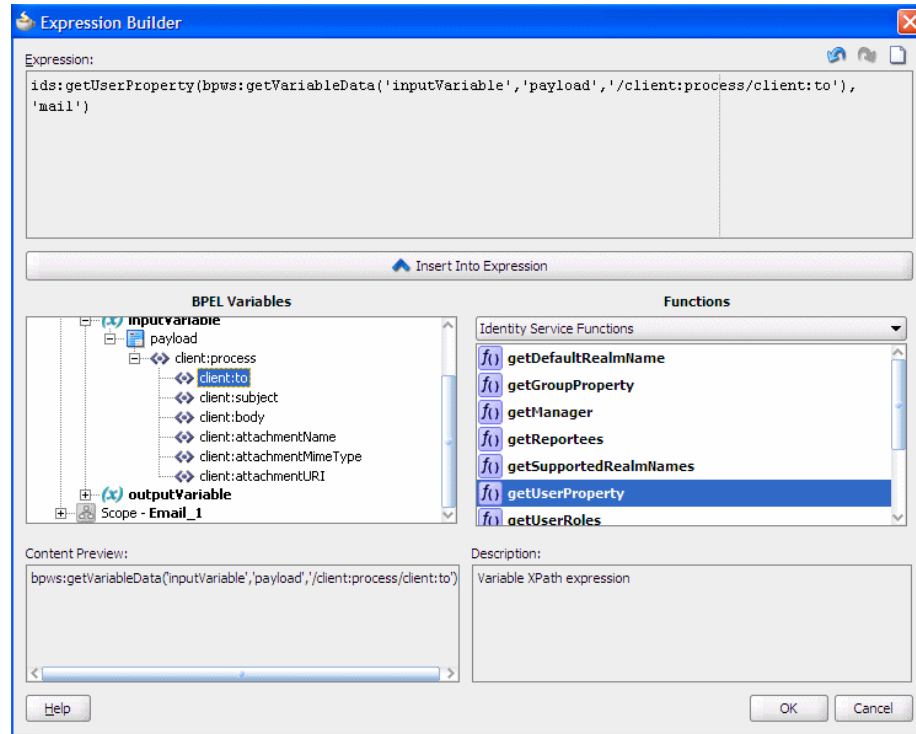 Expression Builder
Expression:
ids:getUserProperty(bpws:getVariableData('inputVariable','payload','/client:process/client:to'),
'mail')
Insert Into Expression
BPEL Variables
inputVariable
payload
client:process
client:to
client:subject
client:body
client:attachmentName
client:attachmentMimeType
client:attachmentURI
(x) outputVariable
Scope - Email_1
Functions
Identity Service Functions
f() getDefaultRealmName
f() getGroupProperty
f() getManager
f() getReportees
f() getSupportedRealmNames
f() getUserProperty
f() getUserRoles
Content Preview:
bpws:getVariableData('inputVariable','payload','/client:process/client:to')
Description:
Variable XPath expression
Help
OK
Cancel